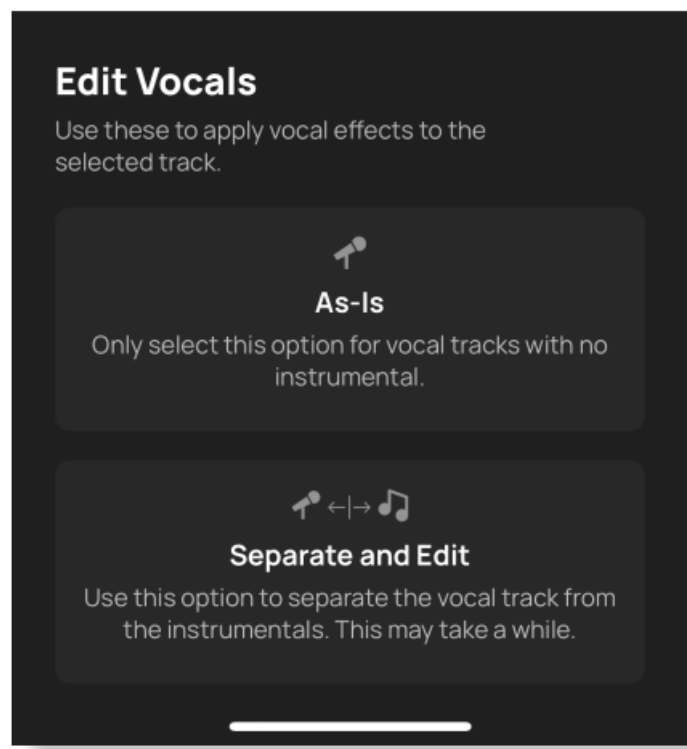 Edit Vocals
Use these to apply vocal effects to the
selected track.
As-Is
Only select this option for vocal tracks with no
instrumental.
Separate and Edit
Use this option to separate the vocal track from
the instrumentals. This may take a while.